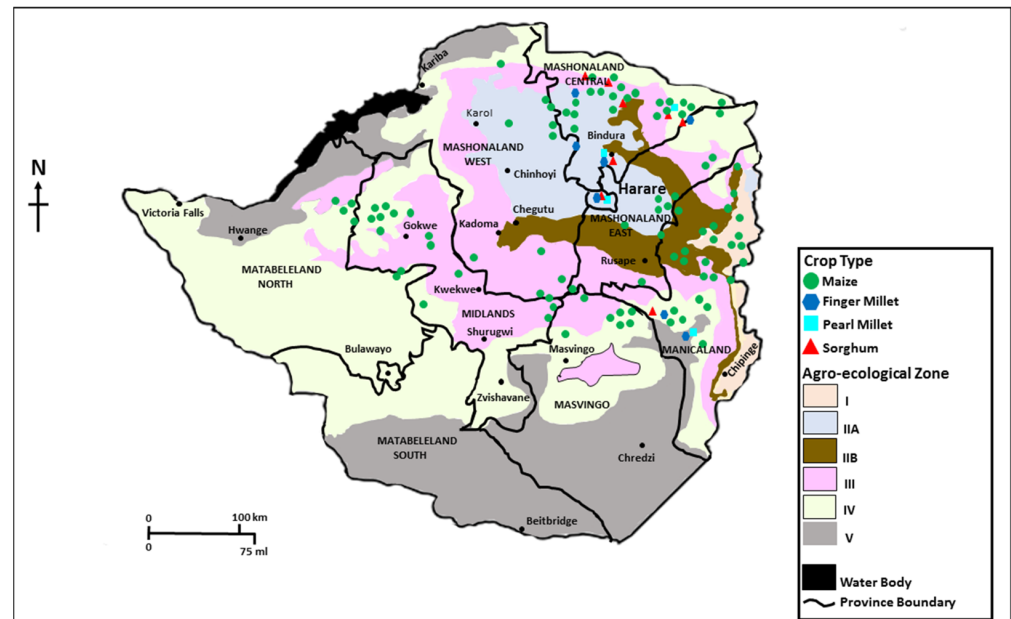 N
Kariba
MASHONALAND
CENTRAL
Karol
Bindura
MASHONALAND
WEST
Chinhoyi
Harare
Victoria Falls
Hwange
Chegutu
MASHONALAND
EAST
Gokwe
Kadoma
MATABELELAND
NORTH
Rusape
Kwekwe
MIDLANDS
Shurugwi
Bulawayo
Masvingo
MANICALAND
Chipinge
Zvishavane
MASVINGO
MATABELELAND
SOUTH
Chredzi
Beitbridge
0 100 km
0 75 ml
Crop Type
Maize
Finger Millet
Pearl Millet
Sorghum
Agro-ecological Zone
I
IIA
IIB
III
IV
V
Water Body
Province Boundary